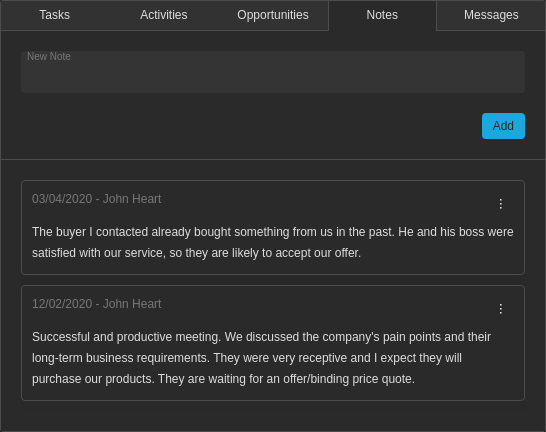 Tasks
Activities
Opportunities
Notes
Messages
New Note
Add
03/04/2020 - John Heart
The buyer I contacted already bought something from us in the past. He and his boss were
satisfied with our service, so they are likely to accept our offer.
12/02/2020 - John Heart
Successful and productive meeting. We discussed the company's pain points and their
long-term business requirements. They were very receptive and I expect they will
purchase our products. They are waiting for an offer/binding price quote.